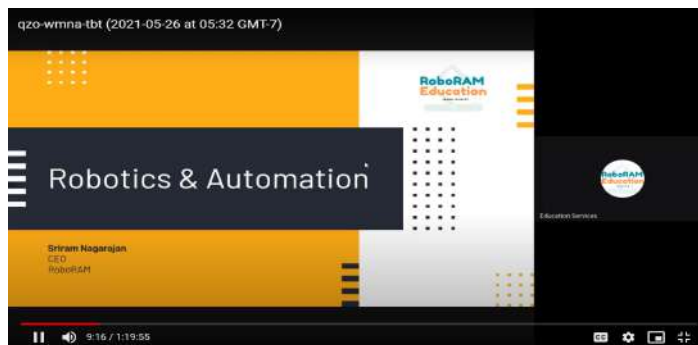 qzo-wmna-tbt (2021-05-26 at 05:32 GMT-7)
RoboRAM
Education
Robotics & Automation
RoboRAM
Education
Education Services
Sriram Nagarajan
CEO
RoboRAM
9:16 / 1:19:55
CC